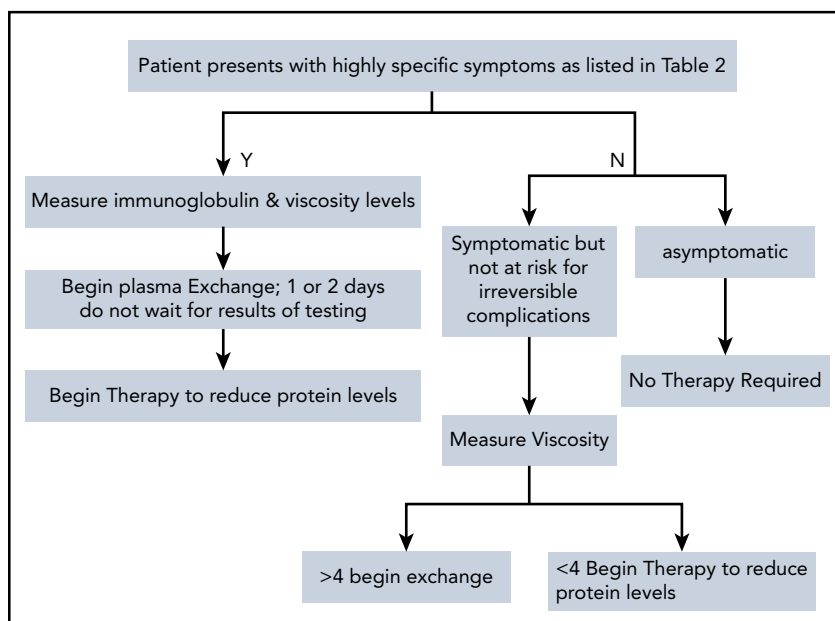 Patient presents with highly specific symptoms as listed in Table 2
Y
N
Measure immunoglobulin & viscosity levels
Begin plasma Exchange; 1 or 2 days
do not wait for results of testing
Begin Therapy to reduce protein levels
Symptomatic but
not at risk for
irreversible
complications
asymptomatic
No Therapy Required
Measure Viscosity
>4 begin exchange
<4 Begin Therapy to reduce
protein levels